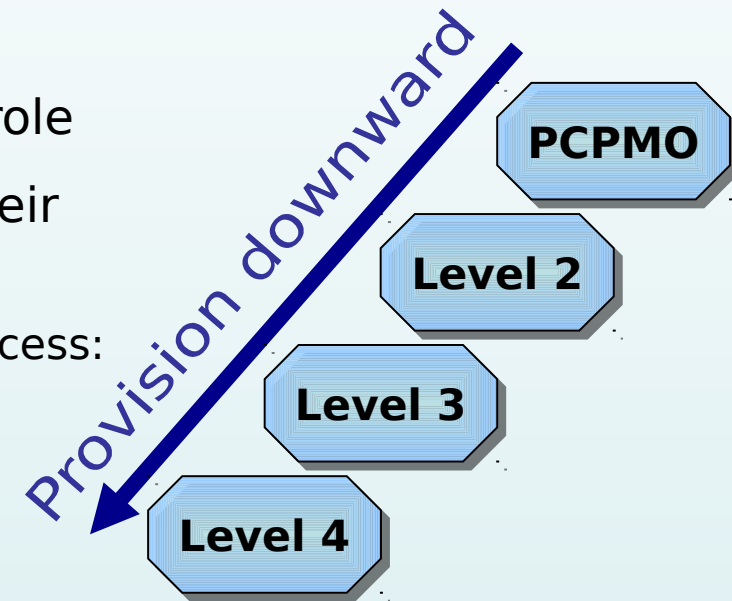 role
eir
cess:
Provision downward
PCPMO
Level 2
Level 3
Level 4